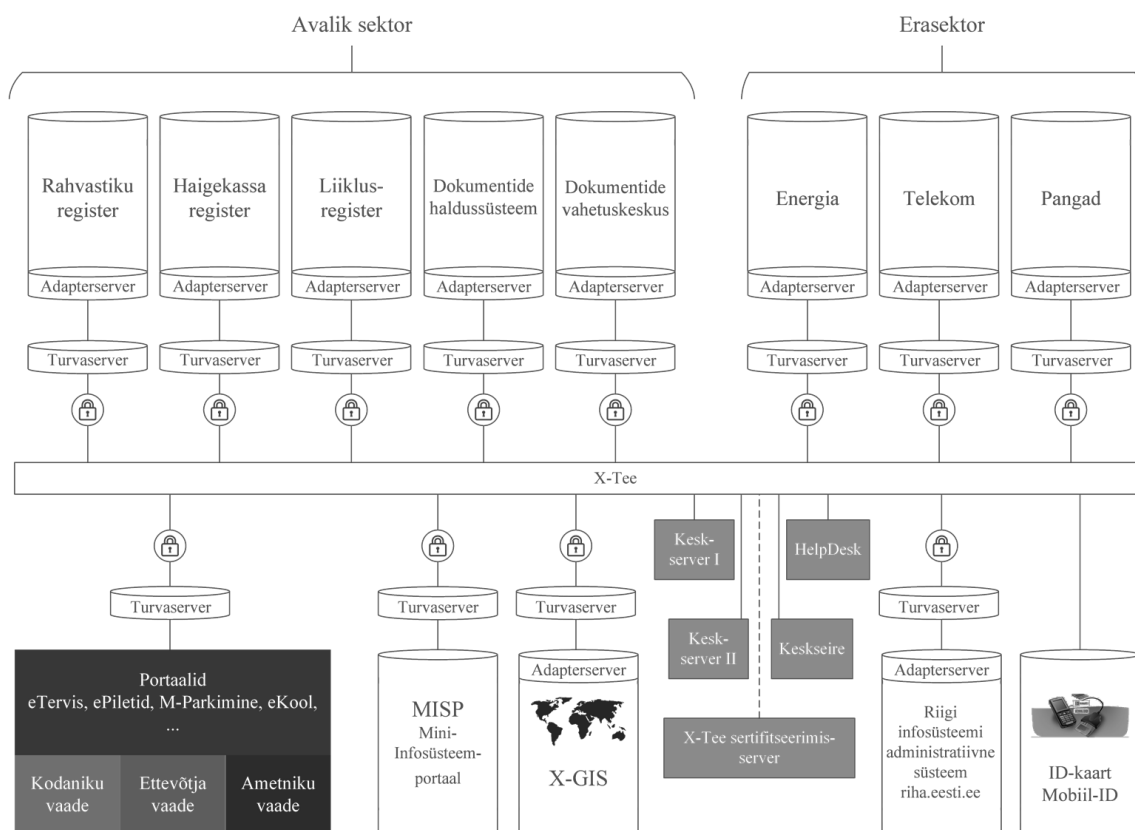 Avalik sektor
Erasektor
Rahvastiku
register
Haigekassa
register
Liiklus-
register
Dokumentide
haldussüsteem
Dokumentide
vahetuskeskus
Energia
Telekom
Pangad
Adapterserver
Adapterserver
Adapterserver
Adapterserver
Adapterserver
Adapterserver
Adapterserver
Adapterserver
Turvaserver
Turvaserver
Turvaserver
Turvaserver
Turvaserver
Turvaserver
Turvaserver
Turvaserver
X-Tee
Turvaserver
Portaalid
eTervis, ePiletid, M-Parkimine, eKool,
...
Kodaniku
vaade
Ettevõtja
vaade
Ametniku
vaade
Turvaserver
MISP
Mini-
Infosüsteem-
portaal
Turvaserver
Adapterserver
X-GIS
Kesk-
server I
HelpDesk
Kesk-
server II
Keskseire
X-Tee sertifitseerimis-
server
Turvaserver
Adapterserver
Riigi
infosüsteemi
administratiivne
süsteem
riha.eesti.ee
ID-kaart
Mobiil-ID